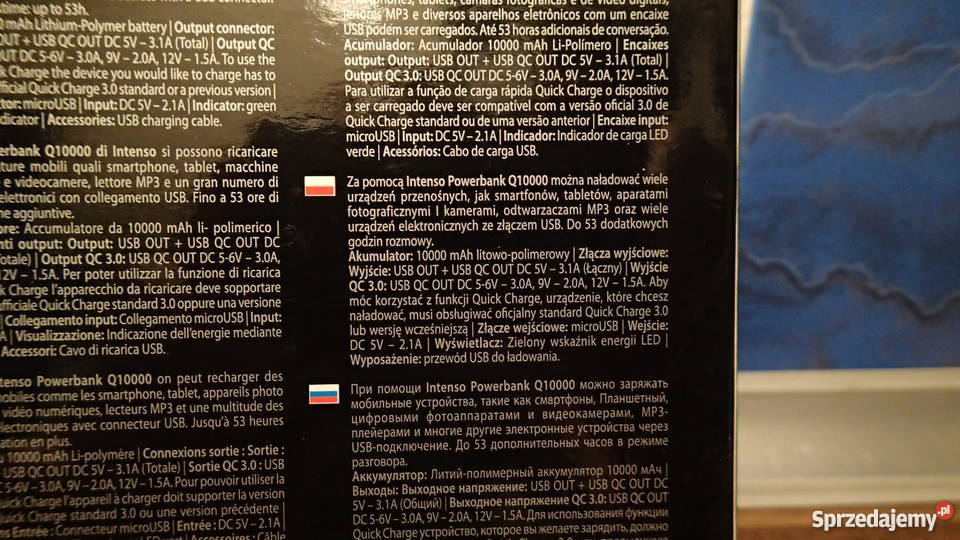 time: up to 53h.
mAh Lithium-Polymer battery | Output connector:
OUT + USB QC OUT DC 5V – 3.1A (Total) | Output QC
OUT DC 5-6V – 3.0A, 9V – 2.0A, 12V – 1.5A. To use the
Charge the device you would like to charge has to
official Quick Charge 3.0 standard or a previous version |
microUSB | Input: DC 5V – 2.1A | Indicator: green
| Accessories: USB charging cable.
Q10000 di Intenso si possono ricaricare
mobili quali smartphone, tablet, macchine
e videocamere, lettore MP3 e un gran numero di
elettronici con collegamento USB. Fino a 53 ore di
aggiuntive.
Accumulatore da 10000 mAh li- polimerico |
output: Output: USB OUT + USB QC OUT DC
| Output QC 3.0: USB QC OUT DC 5-6V – 3.0A,
12V – 1.5A. Per poter utilizzar la funzione di ricarica
Charge l'apparecchio da ricaricare deve supportare
ufficiale Quick Charge standard 3.0 oppure una versione
| Collegamento input: Collegamento microUSB | Input:
| Visualizzazione: Indicazione dell'energie mediante
Accessori: Cavo di ricarica USB.
Intenso Powerbank Q10000 on peut recharger des
mobiles comme les smartphone, tablet, appareils photo
vidéo numériques, lecteurs MP3 et une multitude des
électroniques avec connecteur USB. Jusqu'à 53 heures
en plus.
10000 mAh Li-polymère | Connexions sortie : Sortie :
USB QC OUT DC 5V – 3.1A (Totale) | Sortie QC 3.0 : USB
5-6V – 3.0A, 9V – 2.0A, 12V – 1.5A. Pour pouvoir utiliser la
Quick Charge l'appareil à charger doit supporter la version
Quick Charge standard 3.0 ou une version précédente
: Connecteur microUSB | Entrée : DC 5V – 2.1A |
| Accessoires : Câble
smartphones, tablets, câmaras fotográficas e de vídeo digitais,
leitores MP3 e diversos aparelhos eletrônicos com um encaixe
USB podem ser carregados. Até 53 horas adicionais de conversação.
Acumulador: Acumulador 10000 mAh Li-Polímero | Encaixes
output: Output: USB OUT + USB QC OUT DC 5V – 3.1A (Total) |
Output QC 3.0: USB QC OUT DC 5-6V – 3.0A, 9V – 2.0A, 12V – 1.5A.
Para utilizar a função de carga rápida Quick Charge o dispositivo
a ser carregado deve ser compatível com a versão oficial 3.0 de
Quick Charge standard ou de uma versão anterior | Encaixe input:
microUSB | Input: DC 5V – 2.1A | Indicador: Indicador de carga LED
verde | Acessórios: Cabo de carga USB.
Za pomocą Intenso Powerbank Q10000 można naładować wiele
urządzeń przenośnych, jak smartfonów, tabletów, aparatami
fotograficznymi I kamerami, odtwarzaczami MP3 oraz wiele
urządzeń elektronicznych ze złączem USB. Do 53 dodatkowych
godzin rozmowy.
Akumulator: 10000 mAh litowo-polimerowy | Złącza wyjściowe:
Wyjście: USB OUT + USB QC OUT DC 5V – 3.1A (Łączny) | Wyjście
QC 3.0: USB QC OUT DC 5-6V – 3.0A, 9V – 2.0A, 12V – 1.5A. Aby
móc korzystać z funkcji Quick Charge, urządzenie, które chcesz
naładować, musi obsługiwać oficjalny standard Quick Charge 3.0
lub wersję wcześniejszą | Złącze wejściowe: microUSB | Wejście:
DC 5V – 2.1A | Wyświetlacz: Zielony wskaźnik energii LED |
Wyposażenie: przewód USB do ładowania.
При помощи Intenso Powerbank Q10000 можно заряжать
мобильные устройства, такие как смартфоны, Планшетный,
цифровыми фотоаппаратами и видеокамерами, MP3-
плейерами и многие другие электронные устройства через
USB-подключение. До 53 дополнительных часов в режиме
разговора.
Аккумулятор: Литий-полимерный аккумулятор 10000 мАч |
Выходы: Выходное напряжение: USB OUT + USB QC OUT DC
5V – 3.1A (Общий) | Выходное напряжение QC 3.0: USB QC OUT
DC 5-6V – 3.0A, 9V – 2.0A, 12V – 1.5A. Для использования функции
Quick Charge устройство, которое вы желаете зарядить, должно
Sprzedajemy.pl